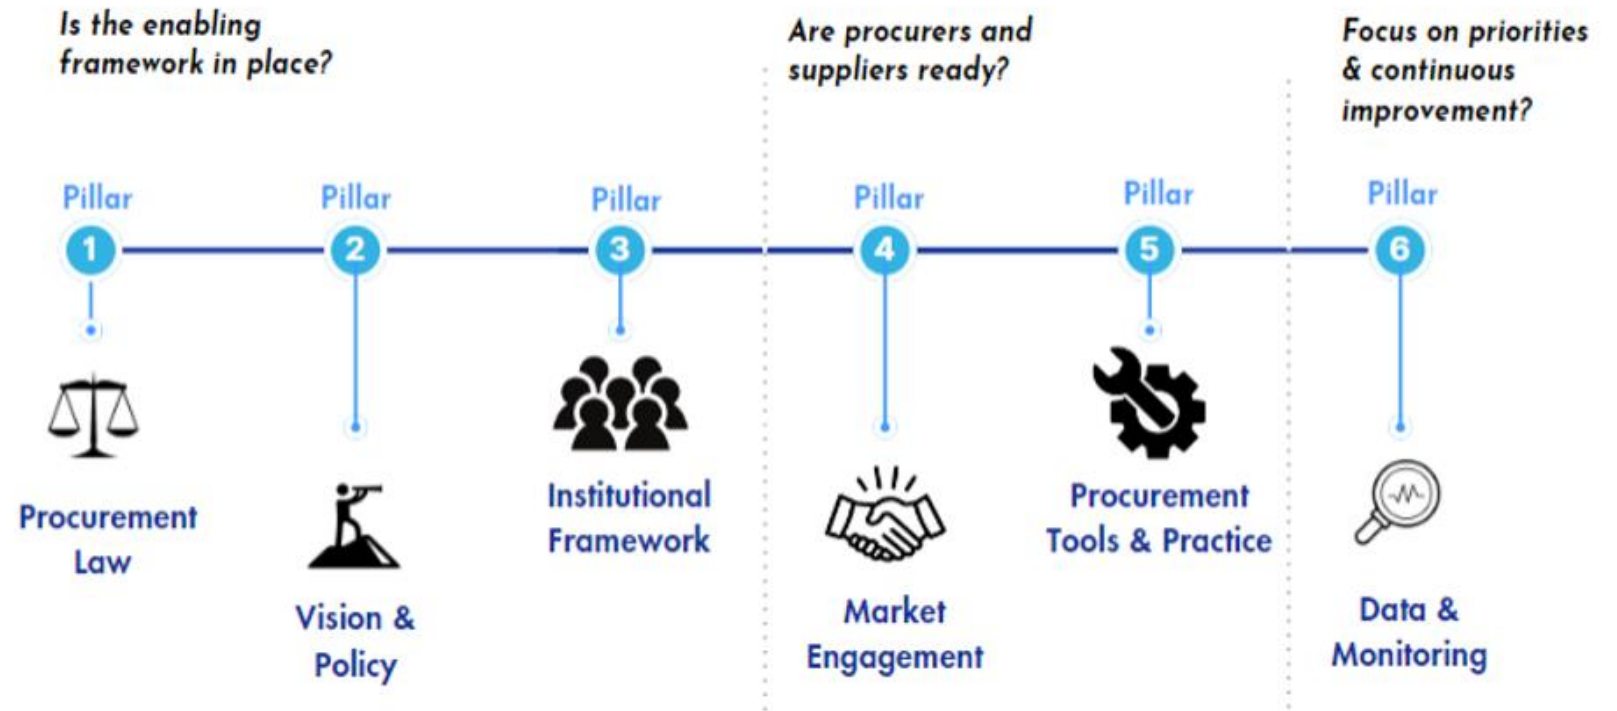 Is the enabling
framework in place?
Are procurers and
suppliers ready?
Focus on priorities
& continuous
improvement?
Pillar
1
Procurement
Law
Pillar
2
Vision &
Policy
Pillar
3
Institutional
Framework
Pillar
4
Market
Engagement
Pillar
5
Procurement
Tools & Practice
Pillar
6
Data &
Monitoring